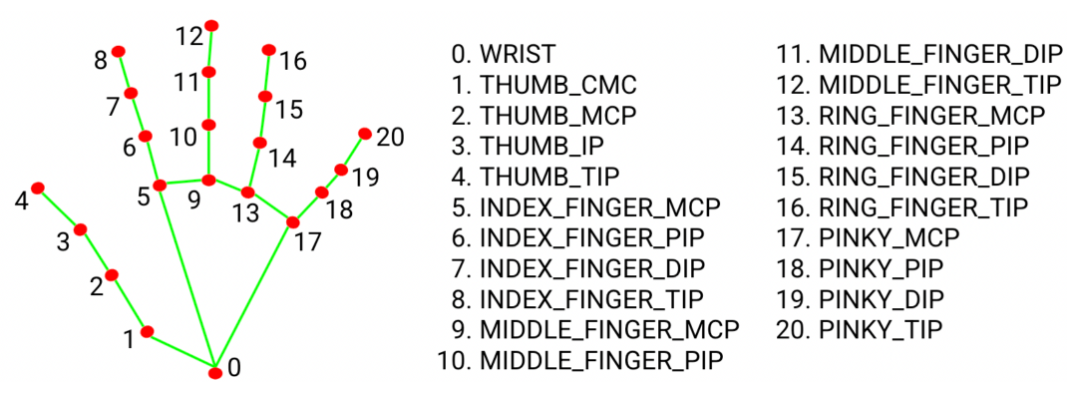 12
8
16
11
7
15
10
6
20
14
19
5
9
4
18
13
3
17
2
1
0
0. WRIST
1. THUMB_CMC
2. THUMB_MCP
3. THUMB_IP
4. THUMB_TIP
5. INDEX_FINGER_MCP
6. INDEX_FINGER_PIP
7. INDEX_FINGER_DIP
8. INDEX_FINGER_TIP
9. MIDDLE_FINGER_MCP
10. MIDDLE_FINGER_PIP
11. MIDDLE_FINGER_DIP
12. MIDDLE_FINGER_TIP
13. RING_FINGER_MCP
14. RING_FINGER_PIP
15. RING_FINGER_DIP
16. RING_FINGER_TIP
17. PINKY_MCP
18. PINKY_PIP
19. PINKY_DIP
20. PINKY_TIP